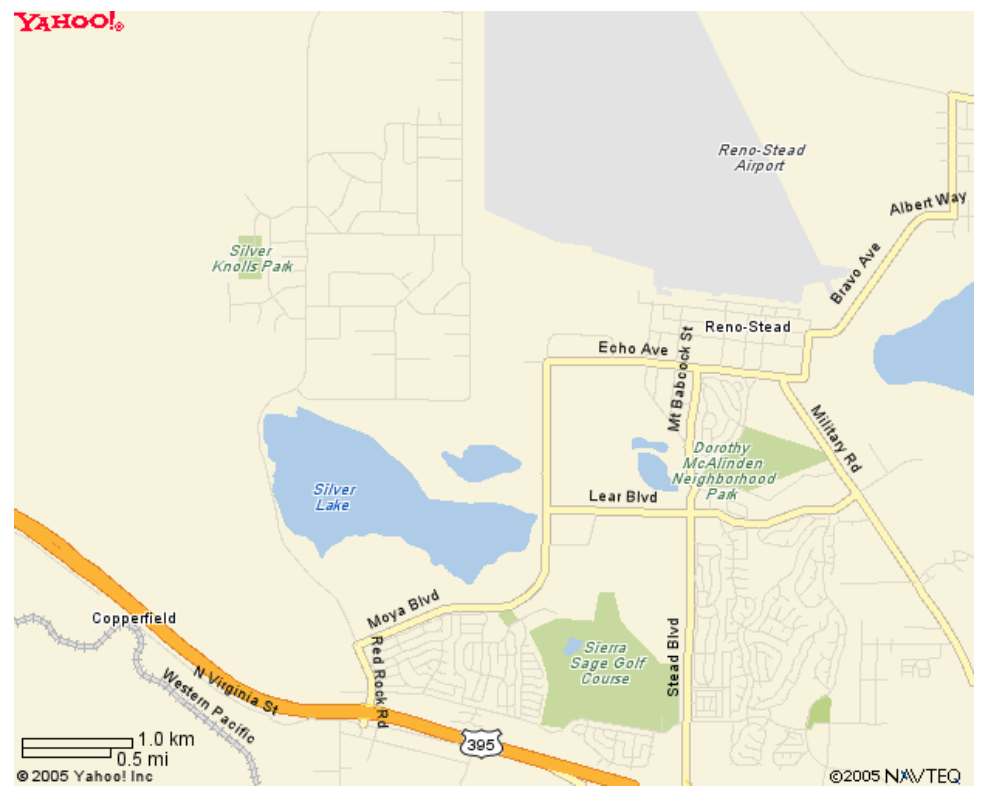 YAHOO!®
Reno-Stead
Airport
Albert Way
Silver
Knolls Park
Bravo Ave
Reno-Stead
Echo Ave
Mt Babcock St
Military Rd
Dorothy
McAlinden
Neighborhood
Park
Silver
Lake
Lear Blvd
Moya Blvd
Copperfield
Red Rock Rd
Sierra
Sage Golf
Course
Stead Blvd
N Virginia St
Western Pacific
395
1.0 km
0.5 mi
© 2005 Yahoo! Inc
©2005 NAVTEQ